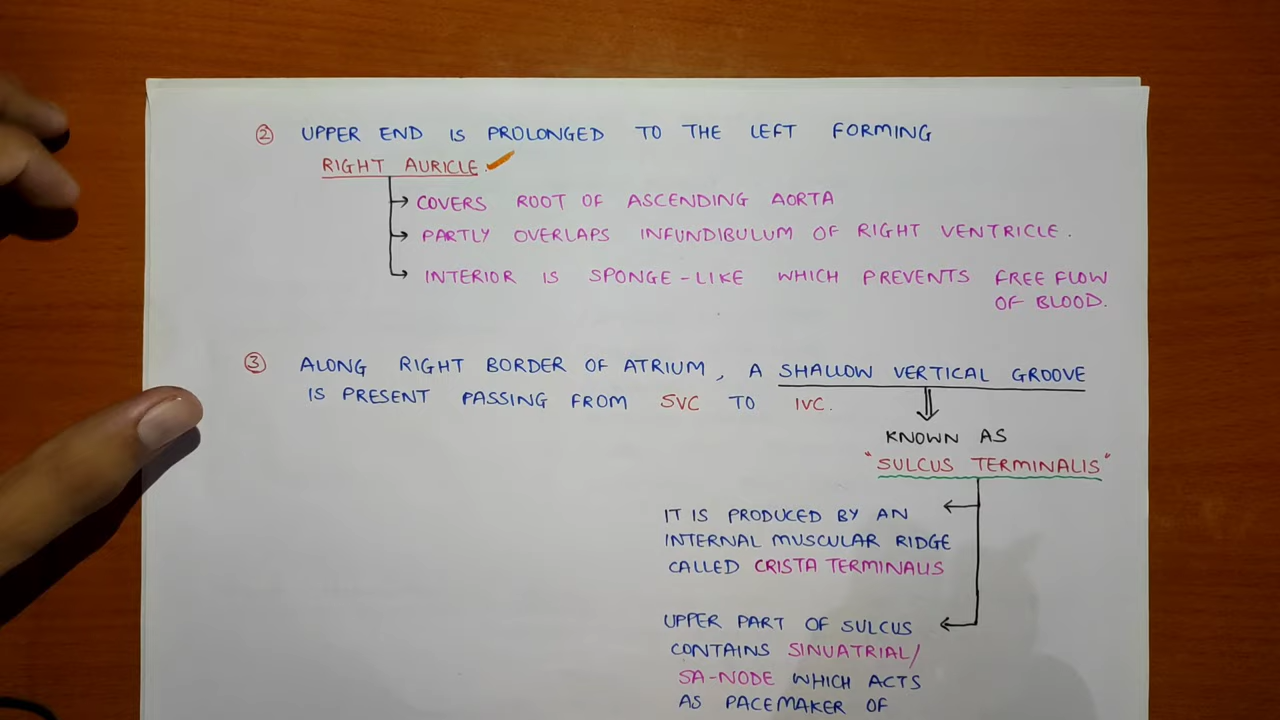 ② UPPER END IS PROLONGED TO THE LEFT FORMING
RIGHT AURICLE.
→ COVERS ROOT OF ASCENDING AORTA
→ PARTLY OVERLAPS INFUNDIBULUM OF RIGHT VENTRICLE.
→ INTERIOR IS SPONGE-LIKE WHICH PREVENTS FREE FLOW
OF BLOOD.
③ ALONG RIGHT BORDER OF ATRIUM, A SHALLOW VERTICAL GROOVE
IS PRESENT PASSING FROM SVC TO IVC.
KNOWN AS
"SULCUS TERMINALIS"
IT IS PRODUCED BY AN
INTERNAL MUSCULAR RIDGE
CALLED CRISTA TERMINALIS
UPPER PART OF SULCUS
CONTAINS SINUATRIAL/
SA-NODE WHICH ACTS
AS PACEMAKER OF